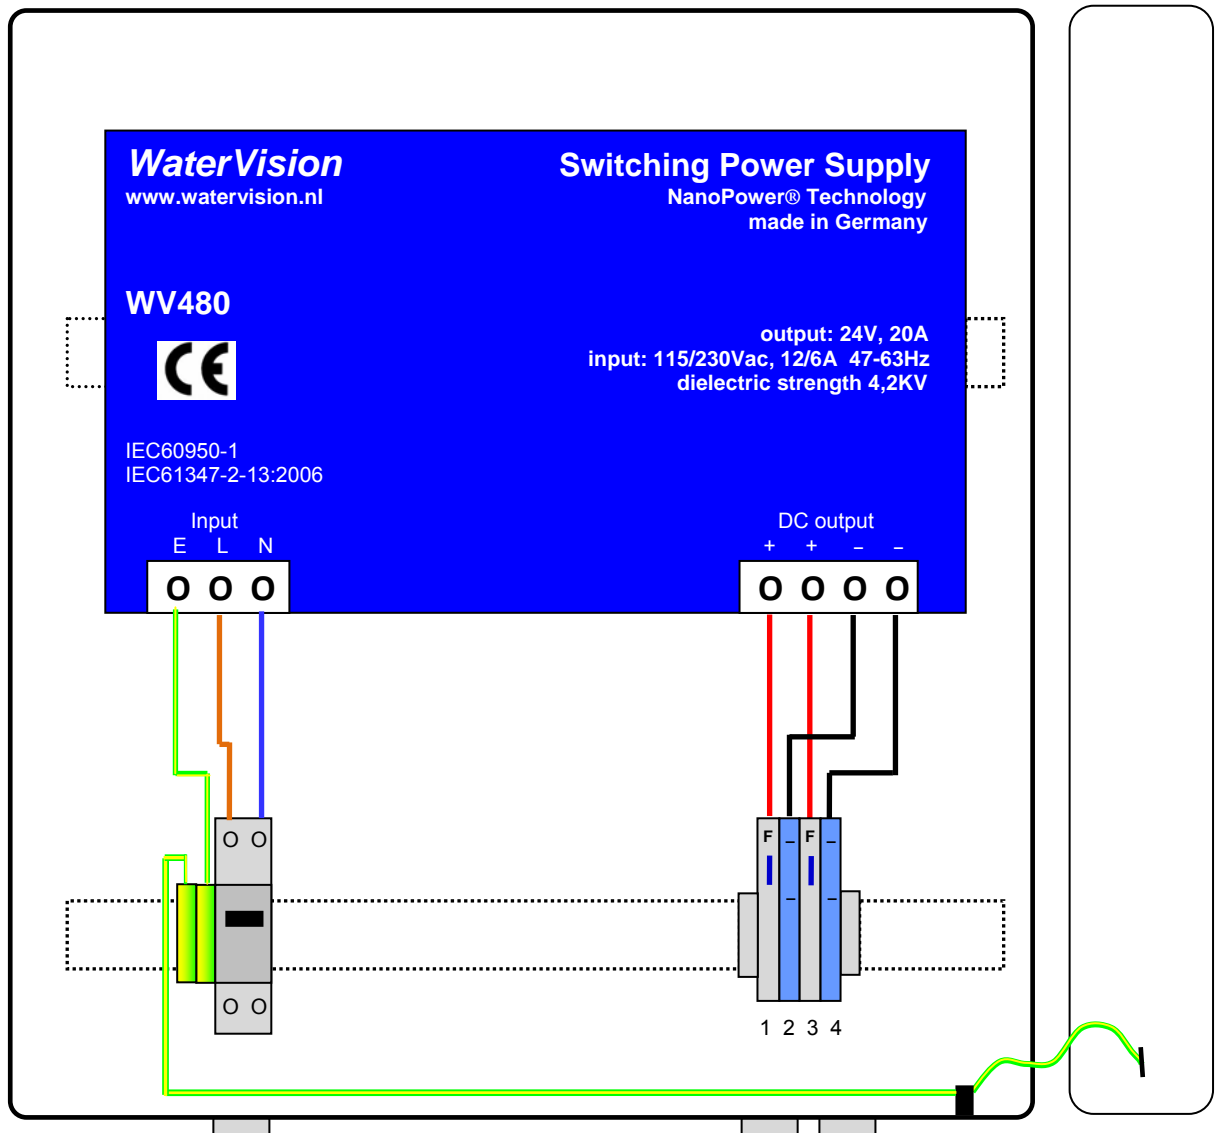 WaterVision
www.watervision.nl
Switching Power Supply
NanoPower® Technology
made in Germany
WV480
CE
output: 24V, 20A
input: 115/230Vac, 12/6A 47-63Hz
dielectric strength 4,2KV
IEC60950-1
IEC61347-2-13:2006
Input
E L N
DC output
+ + – –
O O O
O O O O
O O
F – F –
– –
O O
1 2 3 4